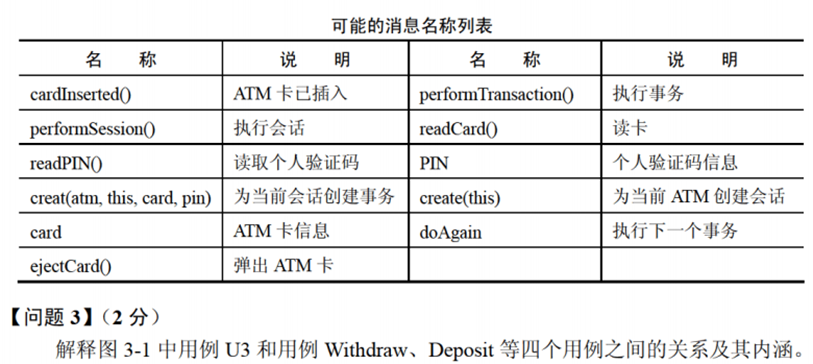 可能的消息名称列表
名 称 说 明 名 称 说 明
cardInserted() ATM 卡已插入 performTransaction() 执行事务
performSession() 执行会话 readCard() 读卡
readPIN() 读取个人验证码 PIN 个人验证码信息
creat(atm, this, card, pin) 为当前会话创建事务 create(this) 为当前 ATM 创建会话
card ATM 卡信息 doAgain 执行下一个事务
ejectCard() 弹出 ATM 卡
【问题 3】(2 分)
解释图 3-1 中用例 U3 和用例 Withdraw、Deposit 等四个用例之间的关系及其内涵。